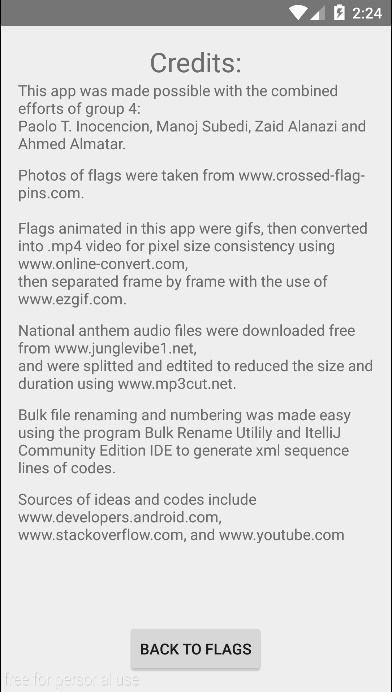 2:24
Credits:
This app was made possible with the combined
efforts of group 4:
Paolo T. Inocencion, Manoj Subedi, Zaid Alanazi and
Ahmed Almatar.
Photos of flags were taken from www.crossed-flag-
pins.com.
Flags animated in this app were gifs, then converted
into .mp4 video for pixel size consistency using
www.online-convert.com,
then separated frame by frame with the use of
www.ezgif.com.
National anthem audio files were downloaded free
from www.junglevibe1.net,
and were splitted and edtited to reduced the size and
duration using www.mp3cut.net.
Bulk file renaming and numbering was made easy
using the program Bulk Rename Utilily and ItelliJ
Community Edition IDE to generate xml sequence
lines of codes.
Sources of ideas and codes include
www.developers.android.com,
www.stackoverflow.com, and www.youtube.com
BACK TO FLAGS
free for personal use